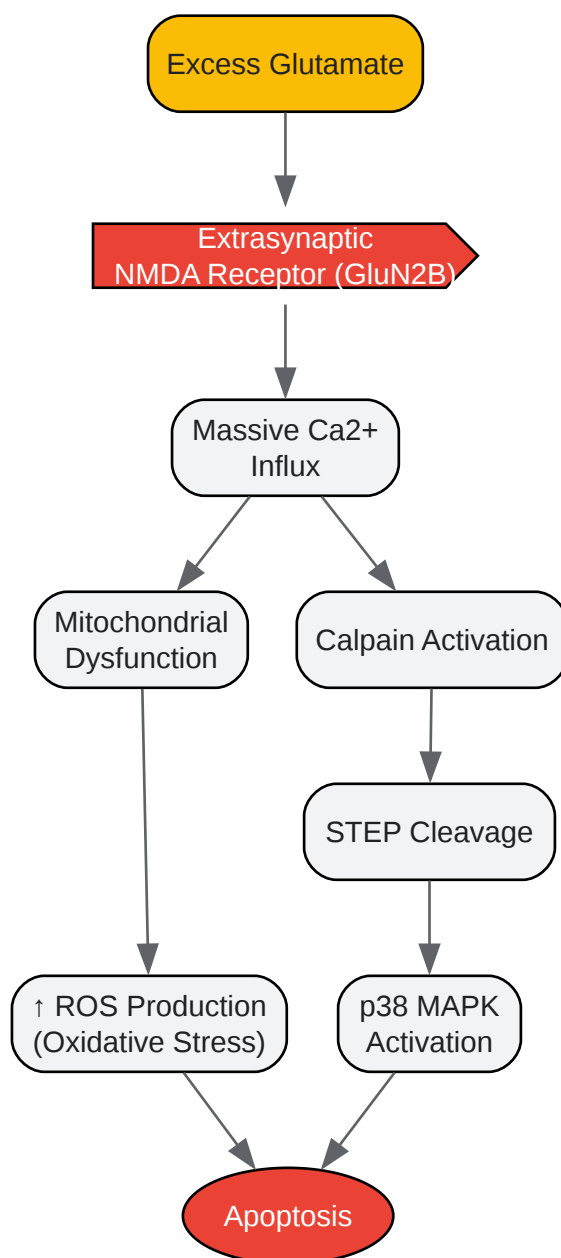 Excess Glutamate
Extrasynaptic
NMDA Receptor (GluN2B)
Massive Ca2+
Influx
Mitochondrial
Dysfunction
Calpain Activation
STEP Cleavage
↑ ROS Production
(Oxidative Stress)
p38 MAPK
Activation
Apoptosis